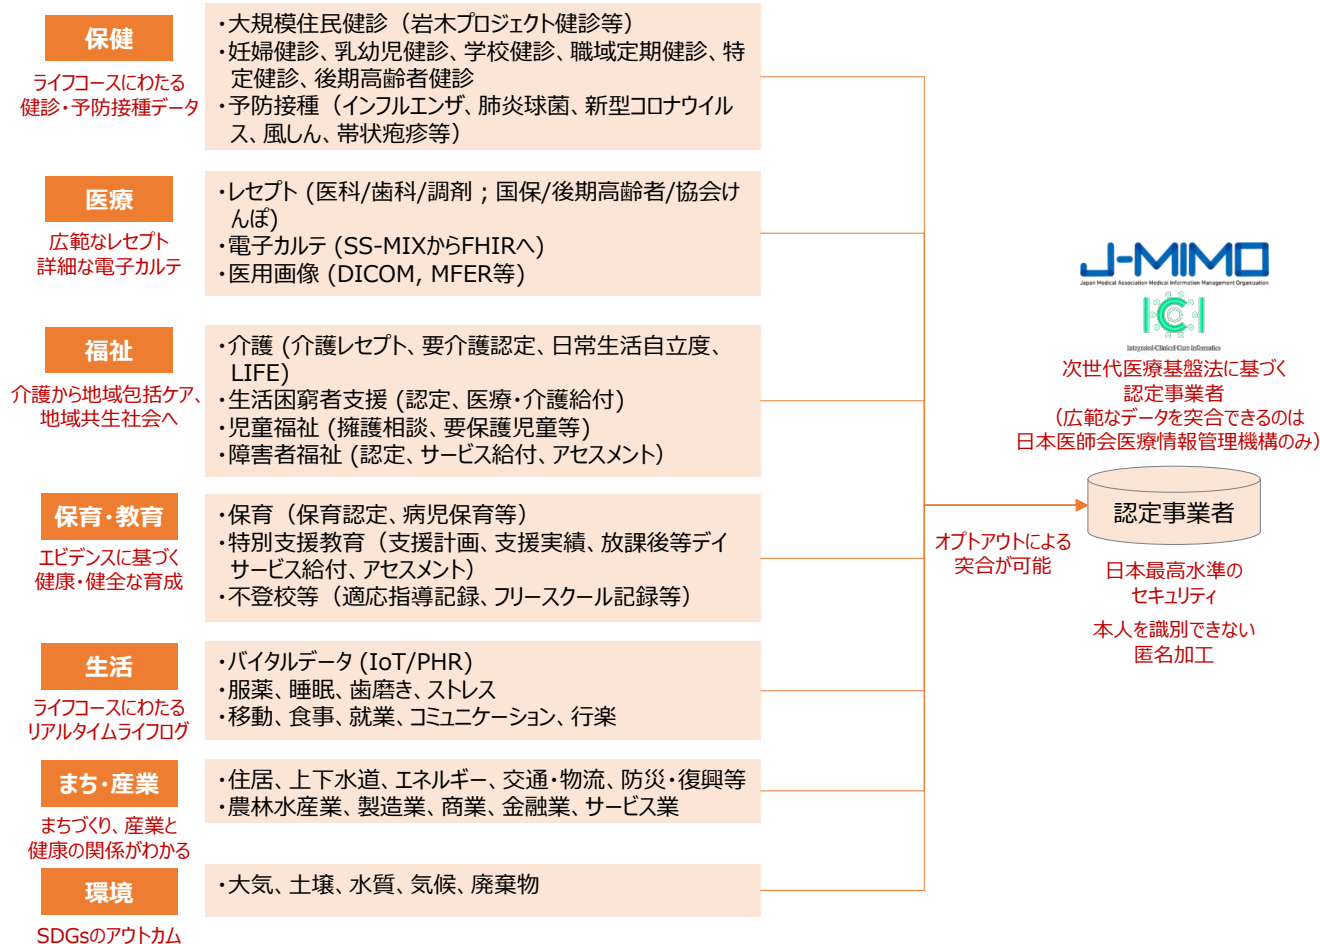 保健
ライフコースにわたる
健診・予防接種データ
・大規模住民健診（岩木プロジェクト健診等）
・妊婦健診、乳幼児健診、学校健診、職域定期健診、特
定健診、後期高齢者健診
・予防接種（インフルエンザ、肺炎球菌、新型コロナウイル
ス、風しん、帯状疱疹等）
医療
広範なレセプト
詳細な電子カルテ
・レセプト (医科/歯科/調剤；国保/後期高齢者/協会け
んぽ)
・電子カルテ (SS-MIXからFHIRへ)
・医用画像 (DICOM, MFER等)
福祉
介護から地域包括ケア、
地域共生社会へ
・介護 (介護レセプト、要介護認定、日常生活自立度、
LIFE)
・生活困窮者支援 (認定、医療・介護給付)
・児童福祉 (擁護相談、要保護児童等)
・障害者福祉 (認定、サービス給付、アセスメント)
保育・教育
エビデンスに基づく
健康・健全な育成
・保育（保育認定、病児保育等）
・特別支援教育（支援計画、支援実績、放課後等デイ
サービス給付、アセスメント）
・不登校等（適応指導記録、フリースクール記録等）
生活
ライフコースにわたる
リアルタイムライフログ
・バイタルデータ (IoT/PHR)
・服薬、睡眠、歯磨き、ストレス
・移動、食事、就業、コミュニケーション、行楽
まち・産業
まちづくり、産業と
健康の関係がわかる
・住居、上下水道、エネルギー、交通・物流、防災・復興等
・農林水産業、製造業、商業、金融業、サービス業
環境
SDGsのアウトカム
・大気、土壌、水質、気候、廃棄物
オプトアウトによる
突合が可能
J-MIMO
Japan Medical Association Medical Information Management Organization
ICI
Integrated Clinical Care Informatics
次世代医療基盤法に基づく
認定事業者
（広範なデータを突合できるのは
日本医師会医療情報管理機構のみ）
認定事業者
日本最高水準の
セキュリティ
本人を識別できない
匿名加工